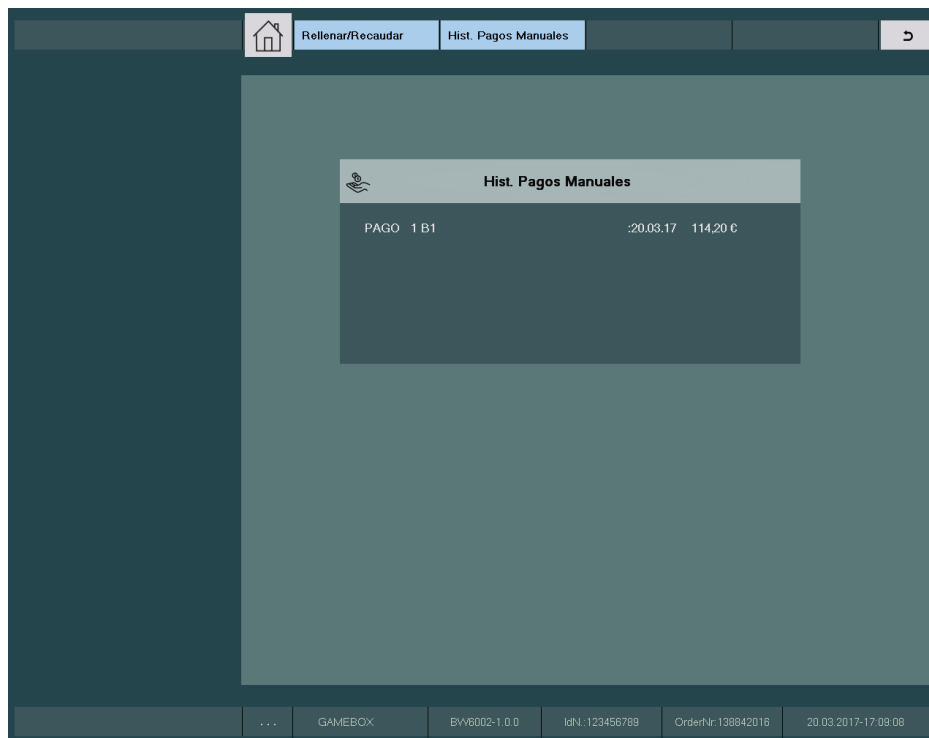 Rellenar/Recaudar Hist. Pagos Manuales
Hist. Pagos Manuales
PAGO 1 B1 :20.03.17 114,20 €
... GAMEBOX BW6002-1.0.0 IdN.:123456789 OrderNr:138842016 20.03.2017-17:09:08